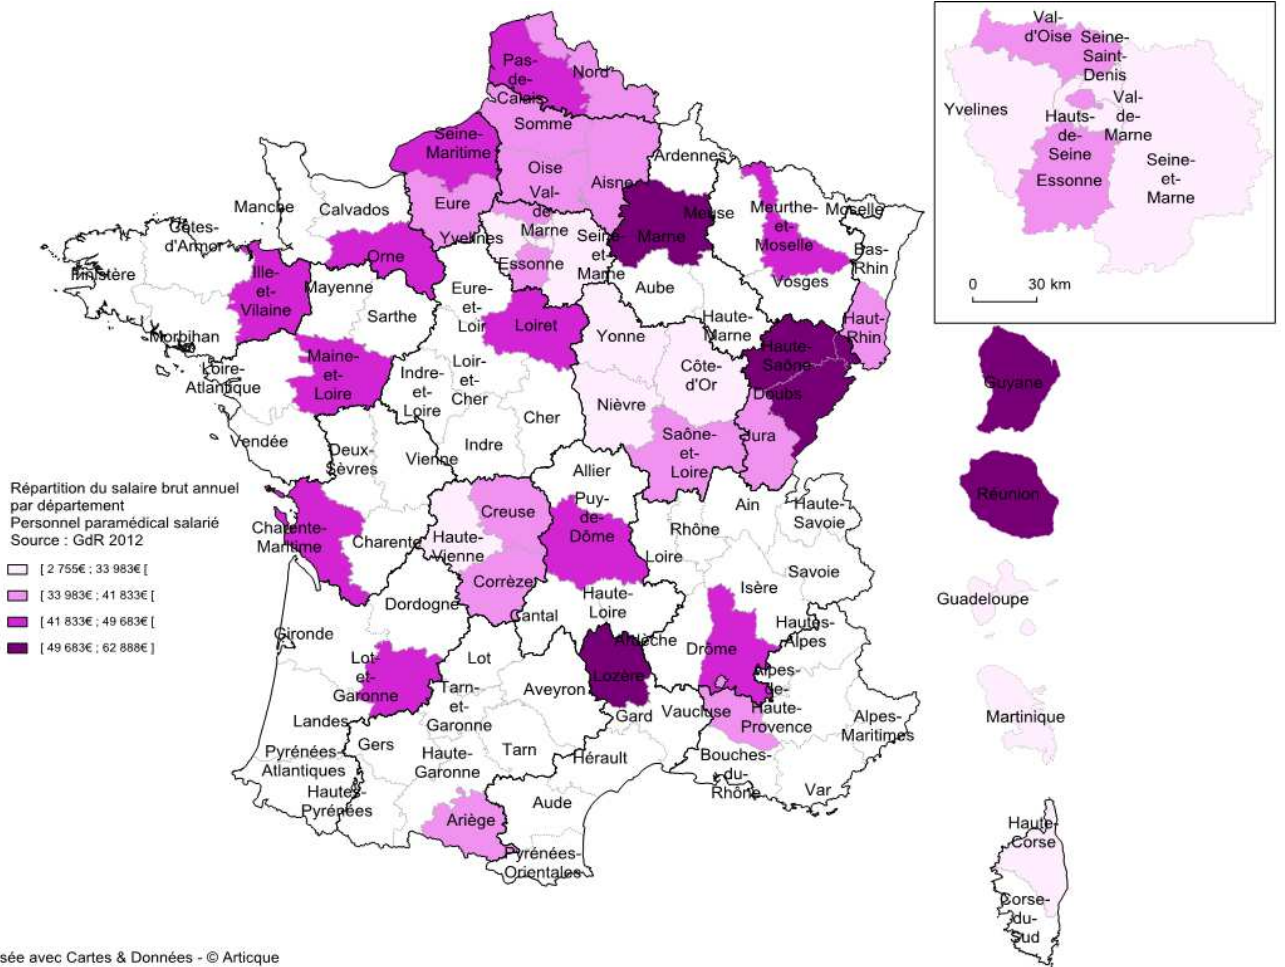 Val-
d'Oise
Seine-
Saint-
Denis
Yvelines
Val-
de-
Marne
Hauts-
de-
Seine
Essonne
Seine-
et-
Marne
0 30 km
Pas-
de-
Calais
Nord
Somme
Seine-
Maritime
Oise
Aisne
Ardennes
Val-
de-
Marne
Eure
Manche
Calvados
Yvelines
Seine-
et-
Marne
Essonne
Marne
Meuse
Meurthe-
et-
Moselle
Moselle
Bas-
Rhin
Côtes-
d'Armor
Finistère
Ille-
et-
Vilaine
Orne
Mayenne
Sarthe
Eure-
et-
Loir
Loiret
Aube
Vosges
Haute-
Marne
Haut-
Rhin
Morbihan
Loire-
Atlantique
Maine-
et-
Loire
Indre-
et-
Loire
Loir-
et-
Cher
Yonne
Côte-
d'Or
Haute-
Saône
Doubs
Cher
Nièvre
Vendée
Deux-
Sèvres
Vienne
Indre
Saône-
et-
Loire
Jura
Allier
Répartition du salaire brut annuel
par département
Personnel paramédical salarié
Source : GdR 2012
[ 2 755€ ; 33 983€ [
[ 33 983€ ; 41 833€ [
[ 41 833€ ; 49 683€ [
[ 49 683€ ; 62 888€ ]
Charente-
Maritime
Charente
Haute-
Vienne
Creuse
Puy-
de-
Dôme
Rhône
Ain
Haute-
Savoie
Loire
Corrèze
Isère
Savoie
Dordogne
Cantal
Haute-
Loire
Gironde
Ardèche
Drôme
Hautes-
Alpes
Lot-
et-
Garonne
Lot
Lozère
Aveyron
Alpes-
de-
Haute-
Provence
Tarn-
et-
Garonne
Gard
Vaucluse
Alpes-
Maritimes
Landes
Gers
Tarn
Hérault
Bouches-
du-
Rhône
Var
Pyrénées-
Atlantiques
Haute-
Garonne
Hautes-
Pyrénées
Aude
Ariège
Pyrénées-
Orientales
Guyane
Réunion
Guadeloupe
Martinique
Haute-
Corse
Corse-
du-
Sud
sée avec Cartes & Données - © Articque